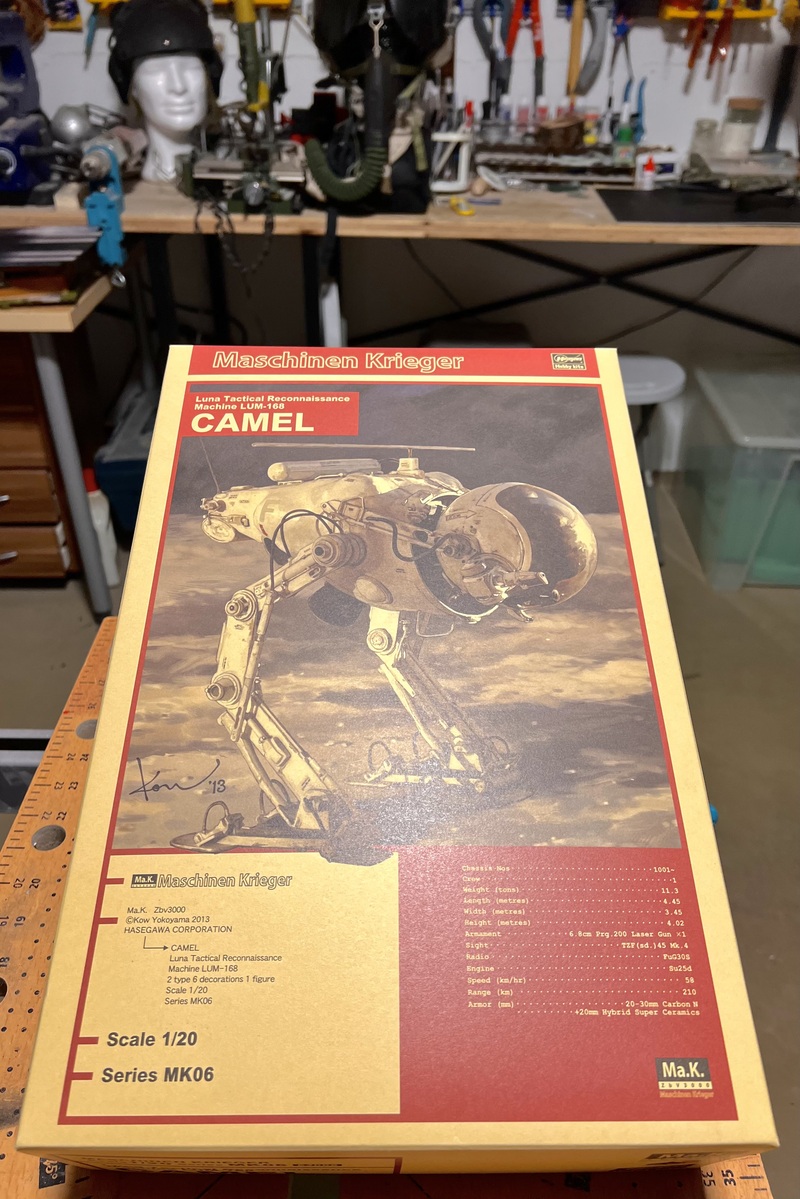 Maschinen Krieger
Hasegawa
Hobby kits
Luna Tactical Reconnaissance
Machine LUM-168
CAMEL
Kow '13
Ma.K. Maschinen Krieger
Ma.K. Zbv3000
©Kow Yokoyama 2013
HASEGAWA CORPORATION
CAMEL
Luna Tactical Reconnaissance
Machine LUM-168
2 type 6 decorations 1 figure
Scale 1/20
Series MK06
Scale 1/20
Series MK06
Chassis Nos 1001-
Crew 1
Weight (tons) 11.3
Length (metres) 4.45
Width (metres) 3.45
Height (metres) 4.02
Armament 6.8cm Prg.200 Laser Gun ×1
Sight TZF(sd.)45 Mk.4
Radio FuG30S
Engine Su25d
Speed (km/hr) 58
Range (km) 210
Armor (mm) 20-30mm Carbon N
+20mm Hybrid Super Ceramics
Ma.K.
ZBV3000
Maschinen Krieger